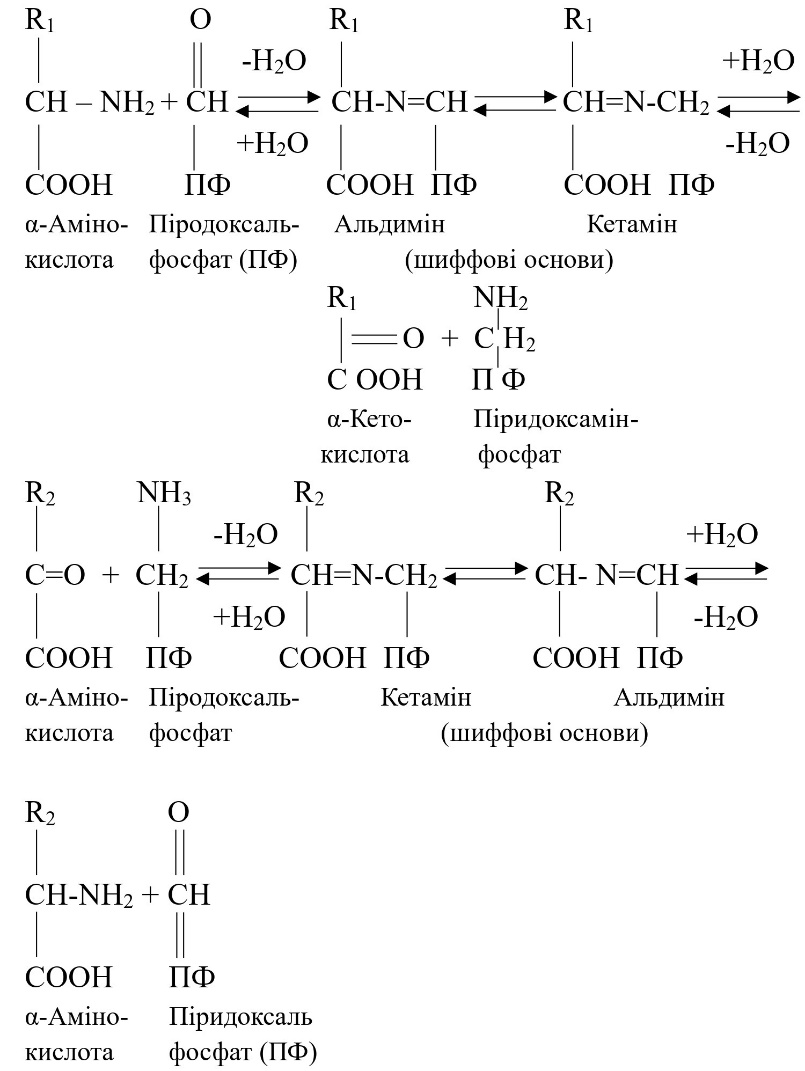 R₁ O R₁ R₁
-H₂O +H₂O
CH – NH₂ + CH CH-N=CH CH=N-CH₂
+H₂O -H₂O
COOH ПФ COOH ПФ COOH ПФ
α-Аміно- Піродоксаль- Альдимін Кетамін
кислота фосфат (ПФ) (шиффові основи)
R₁ NH₂
O + C H₂
C OOH П Ф
α-Кето- Піридоксамін-
кислота фосфат
R₂ NH₃ R₂ R₂
-H₂O +H₂O
C=O + CH₂ CH=N-CH₂ CH- N=CH
+H₂O -H₂O
COOH ПФ COOH ПФ COOH ПФ
α-Аміно- Піродоксаль- Кетамін Альдимін
кислота фосфат (шиффові основи)
R₂ O
CH-NH₂ + CH
COOH ПФ
α-Аміно- Піридоксаль
кислота фосфат (ПФ)